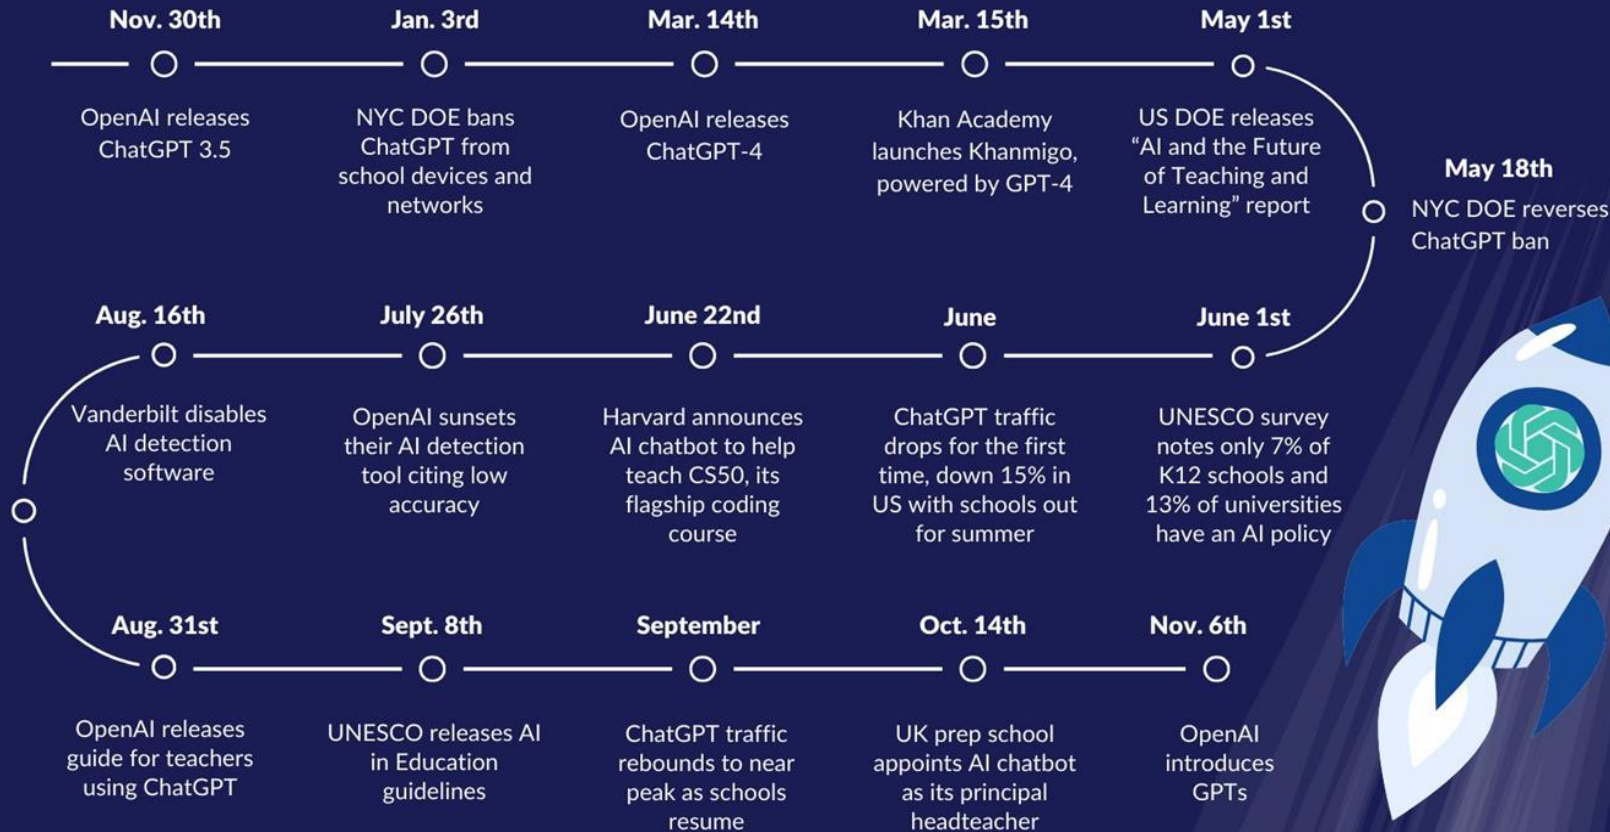 Nov. 30th
OpenAI releases
ChatGPT 3.5
Jan. 3rd
NYC DOE bans
ChatGPT from
school devices and
networks
Mar. 14th
OpenAI releases
ChatGPT-4
Mar. 15th
Khan Academy
launches Khanmigo,
powered by GPT-4
May 1st
US DOE releases
“AI and the Future
of Teaching and
Learning” report
May 18th
NYC DOE reverses
ChatGPT ban
June 1st
UNESCO survey
notes only 7% of
K12 schools and
13% of universities
have an AI policy
June
ChatGPT traffic
drops for the first
time, down 15% in
US with schools out
for summer
June 22nd
Harvard announces
AI chatbot to help
teach CS50, its
flagship coding
course
July 26th
OpenAI sunsets
their AI detection
tool citing low
accuracy
Aug. 16th
Vanderbilt disables
AI detection
software
Aug. 31st
OpenAI releases
guide for teachers
using ChatGPT
Sept. 8th
UNESCO releases AI
in Education
guidelines
September
ChatGPT traffic
rebounds to near
peak as schools
resume
Oct. 14th
UK prep school
appoints AI chatbot
as its principal
headteacher
Nov. 6th
OpenAI
introduces
GPTs